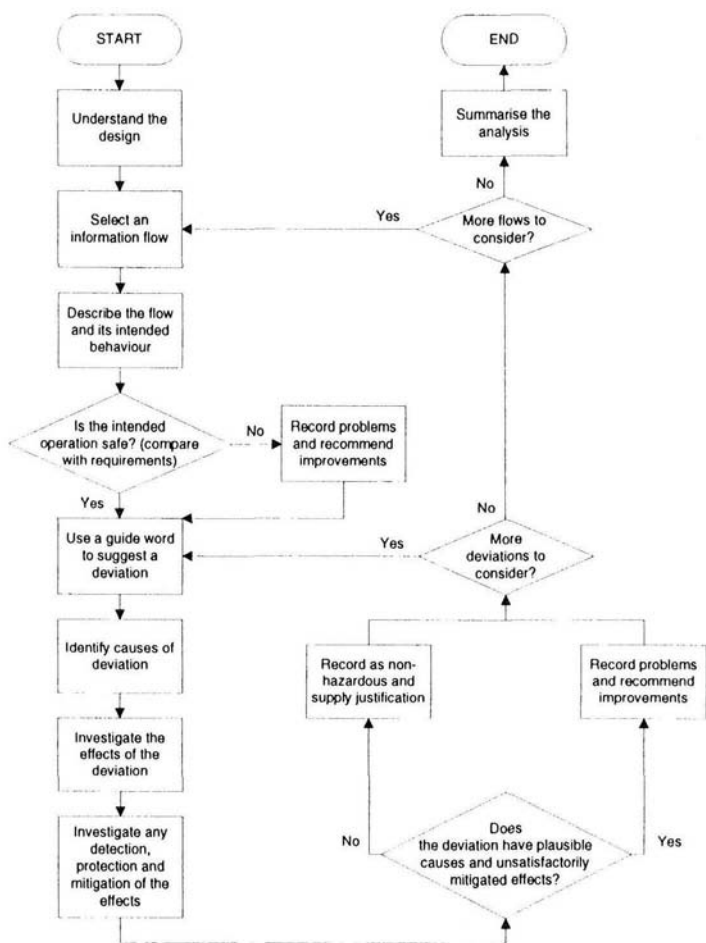 START
Understand the
design
Select an
information flow
Describe the flow
and its intended
behaviour
Is the intended
operation safe? (compare
with requirements)
No
Record problems
and recommend
improvements
Yes
Use a guide word
to suggest a
deviation
Identify causes of
deviation
Investigate the
effects of the
deviation
Investigate any
detection,
protection and
mitigation of the
effects
Does
the deviation have plausible
causes and unsatisfactorily
mitigated effects?
No
Yes
Record as non-
hazardous and
supply justification
Record problems
and recommend
improvements
More
deviations to
consider?
Yes
No
More flows to
consider?
Yes
No
Summarise the
analysis
END